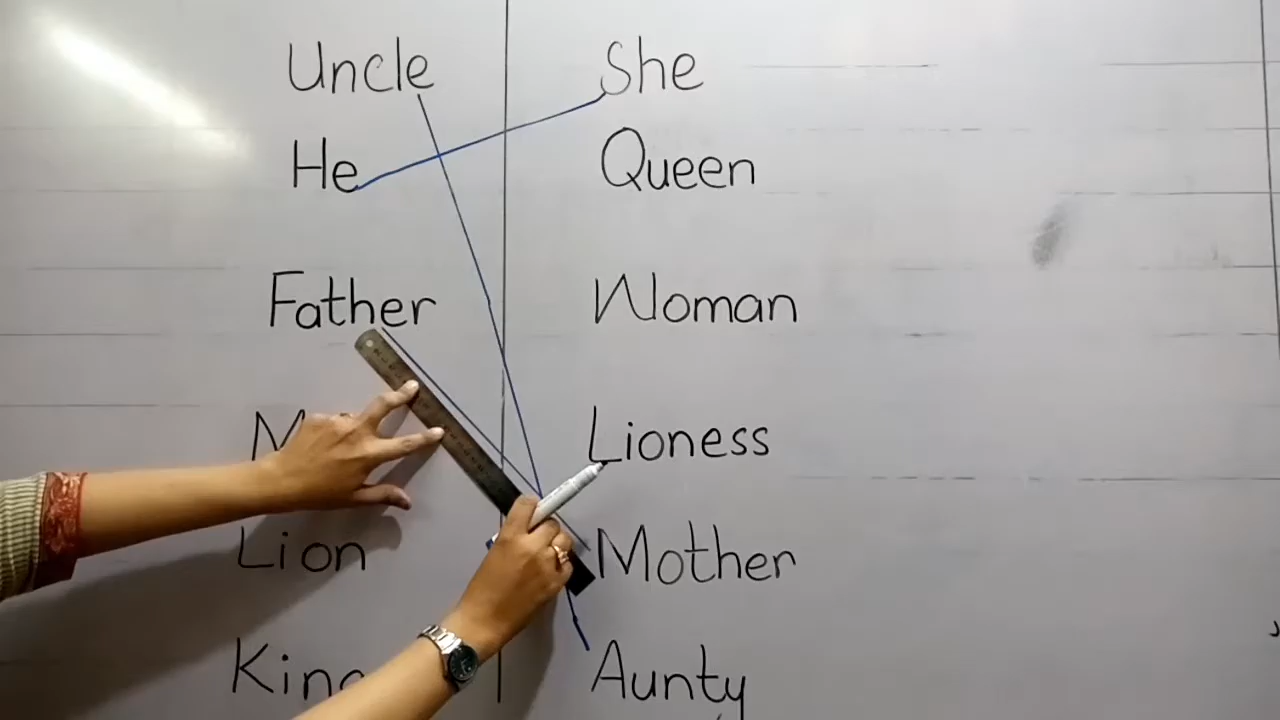 Uncle She
He Queen
Father Woman
Lioness
Lion Mother
Aunty